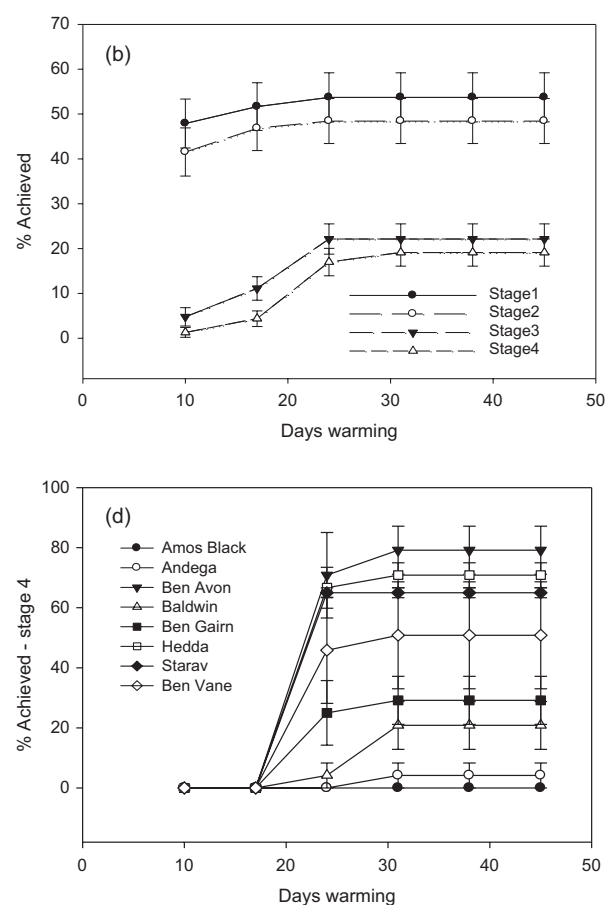 70
(b)
60
50
40
30
20
10
0
% Achieved
Stage1
Stage2
Stage3
Stage4
0 10 20 30 40 50
Days warming
100
(d)
80
60
40
20
0
% Achieved - stage 4
Amos Black
Andega
Ben Avon
Baldwin
Ben Gairn
Hedda
Starav
Ben Vane
0 10 20 30 40 50
Days warming